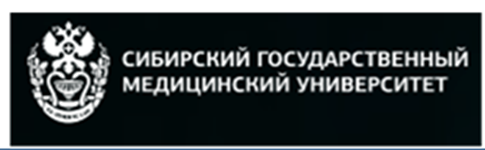 СИБИРСКИЙ ГОСУДАРСТВЕННЫЙ
МЕДИЦИНСКИЙ УНИВЕРСИТЕТ